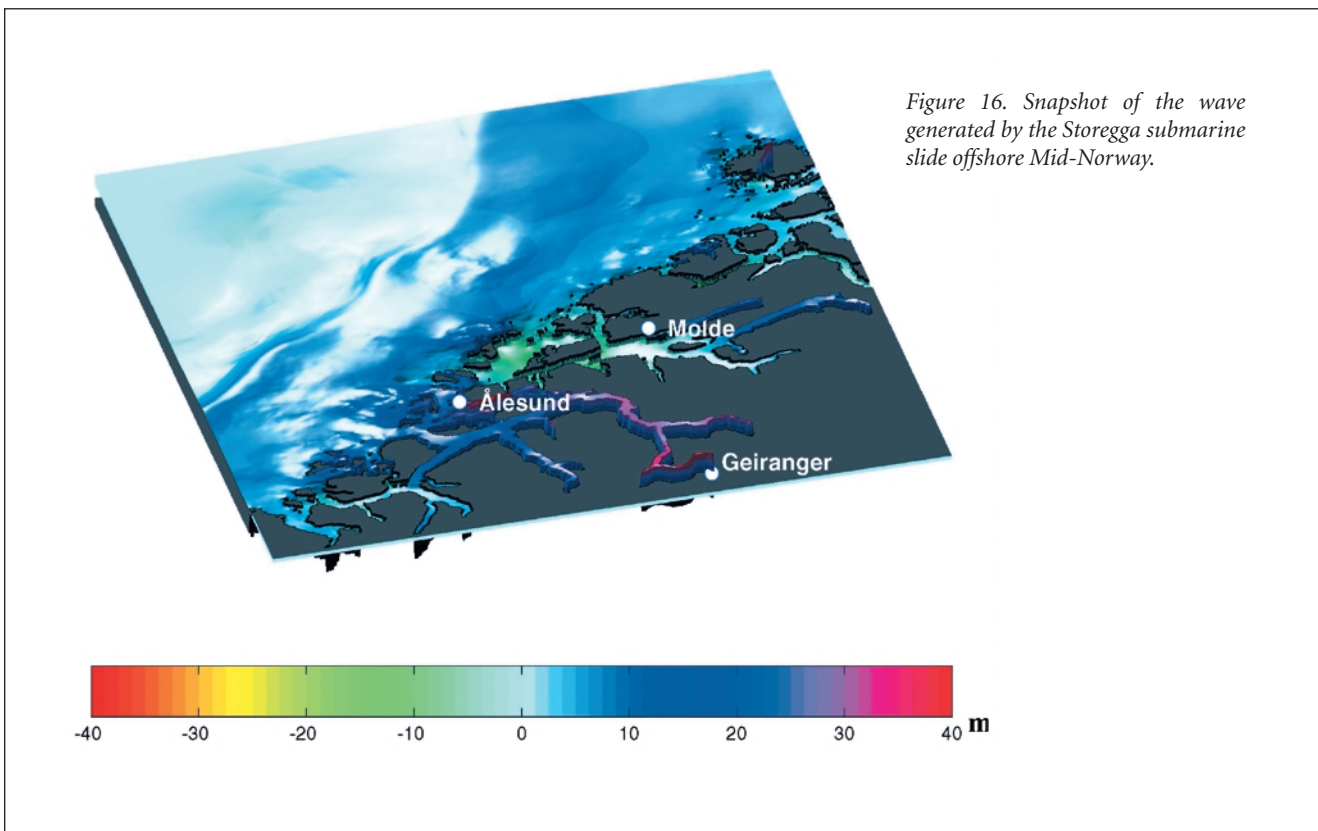 Figure 16. Snapshot of the wave
generated by the Storegga submarine
slide offshore Mid-Norway.
Molde
Ålesund
Geiranger
-40 -30 -20 -10 0 10 20 30 40 m